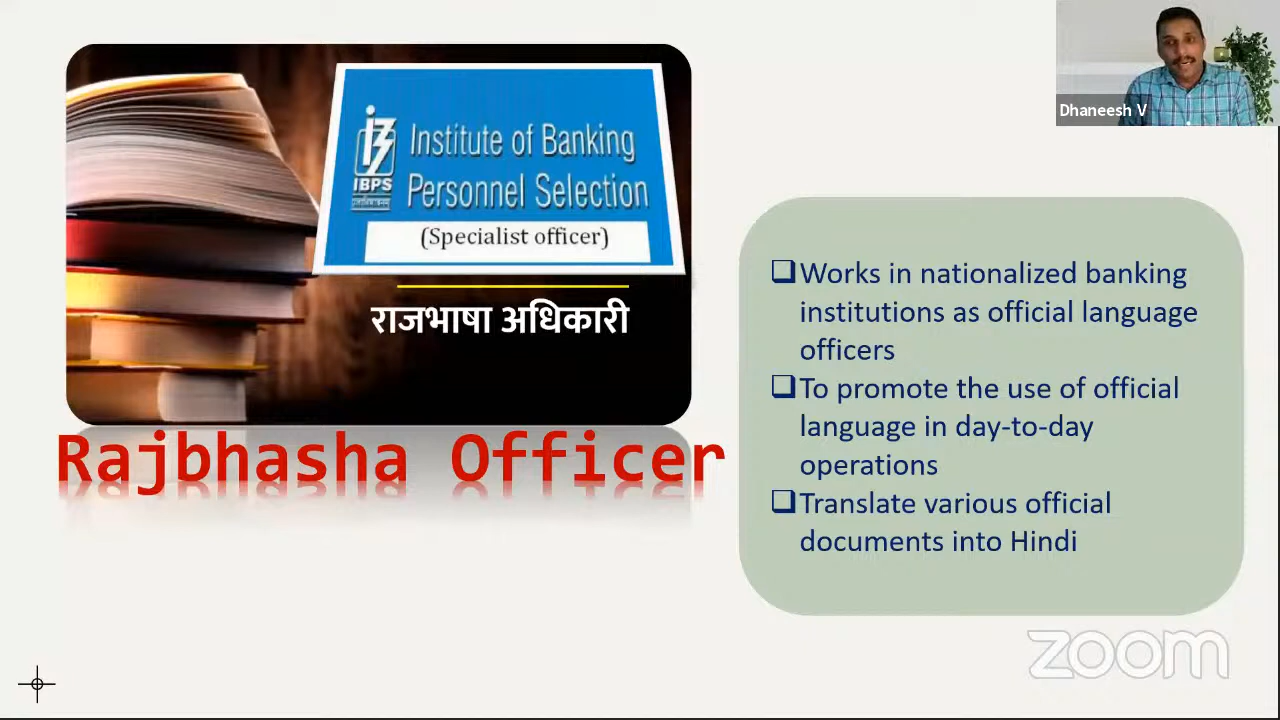 Dhaneesh V
IBPS
Institute of Banking
Personnel Selection
(Specialist officer)
राजभाषा अधिकारी
Rajbhasha Officer
Works in nationalized banking
institutions as official language
officers
To promote the use of official
language in day-to-day
operations
Translate various official
documents into Hindi
zoom